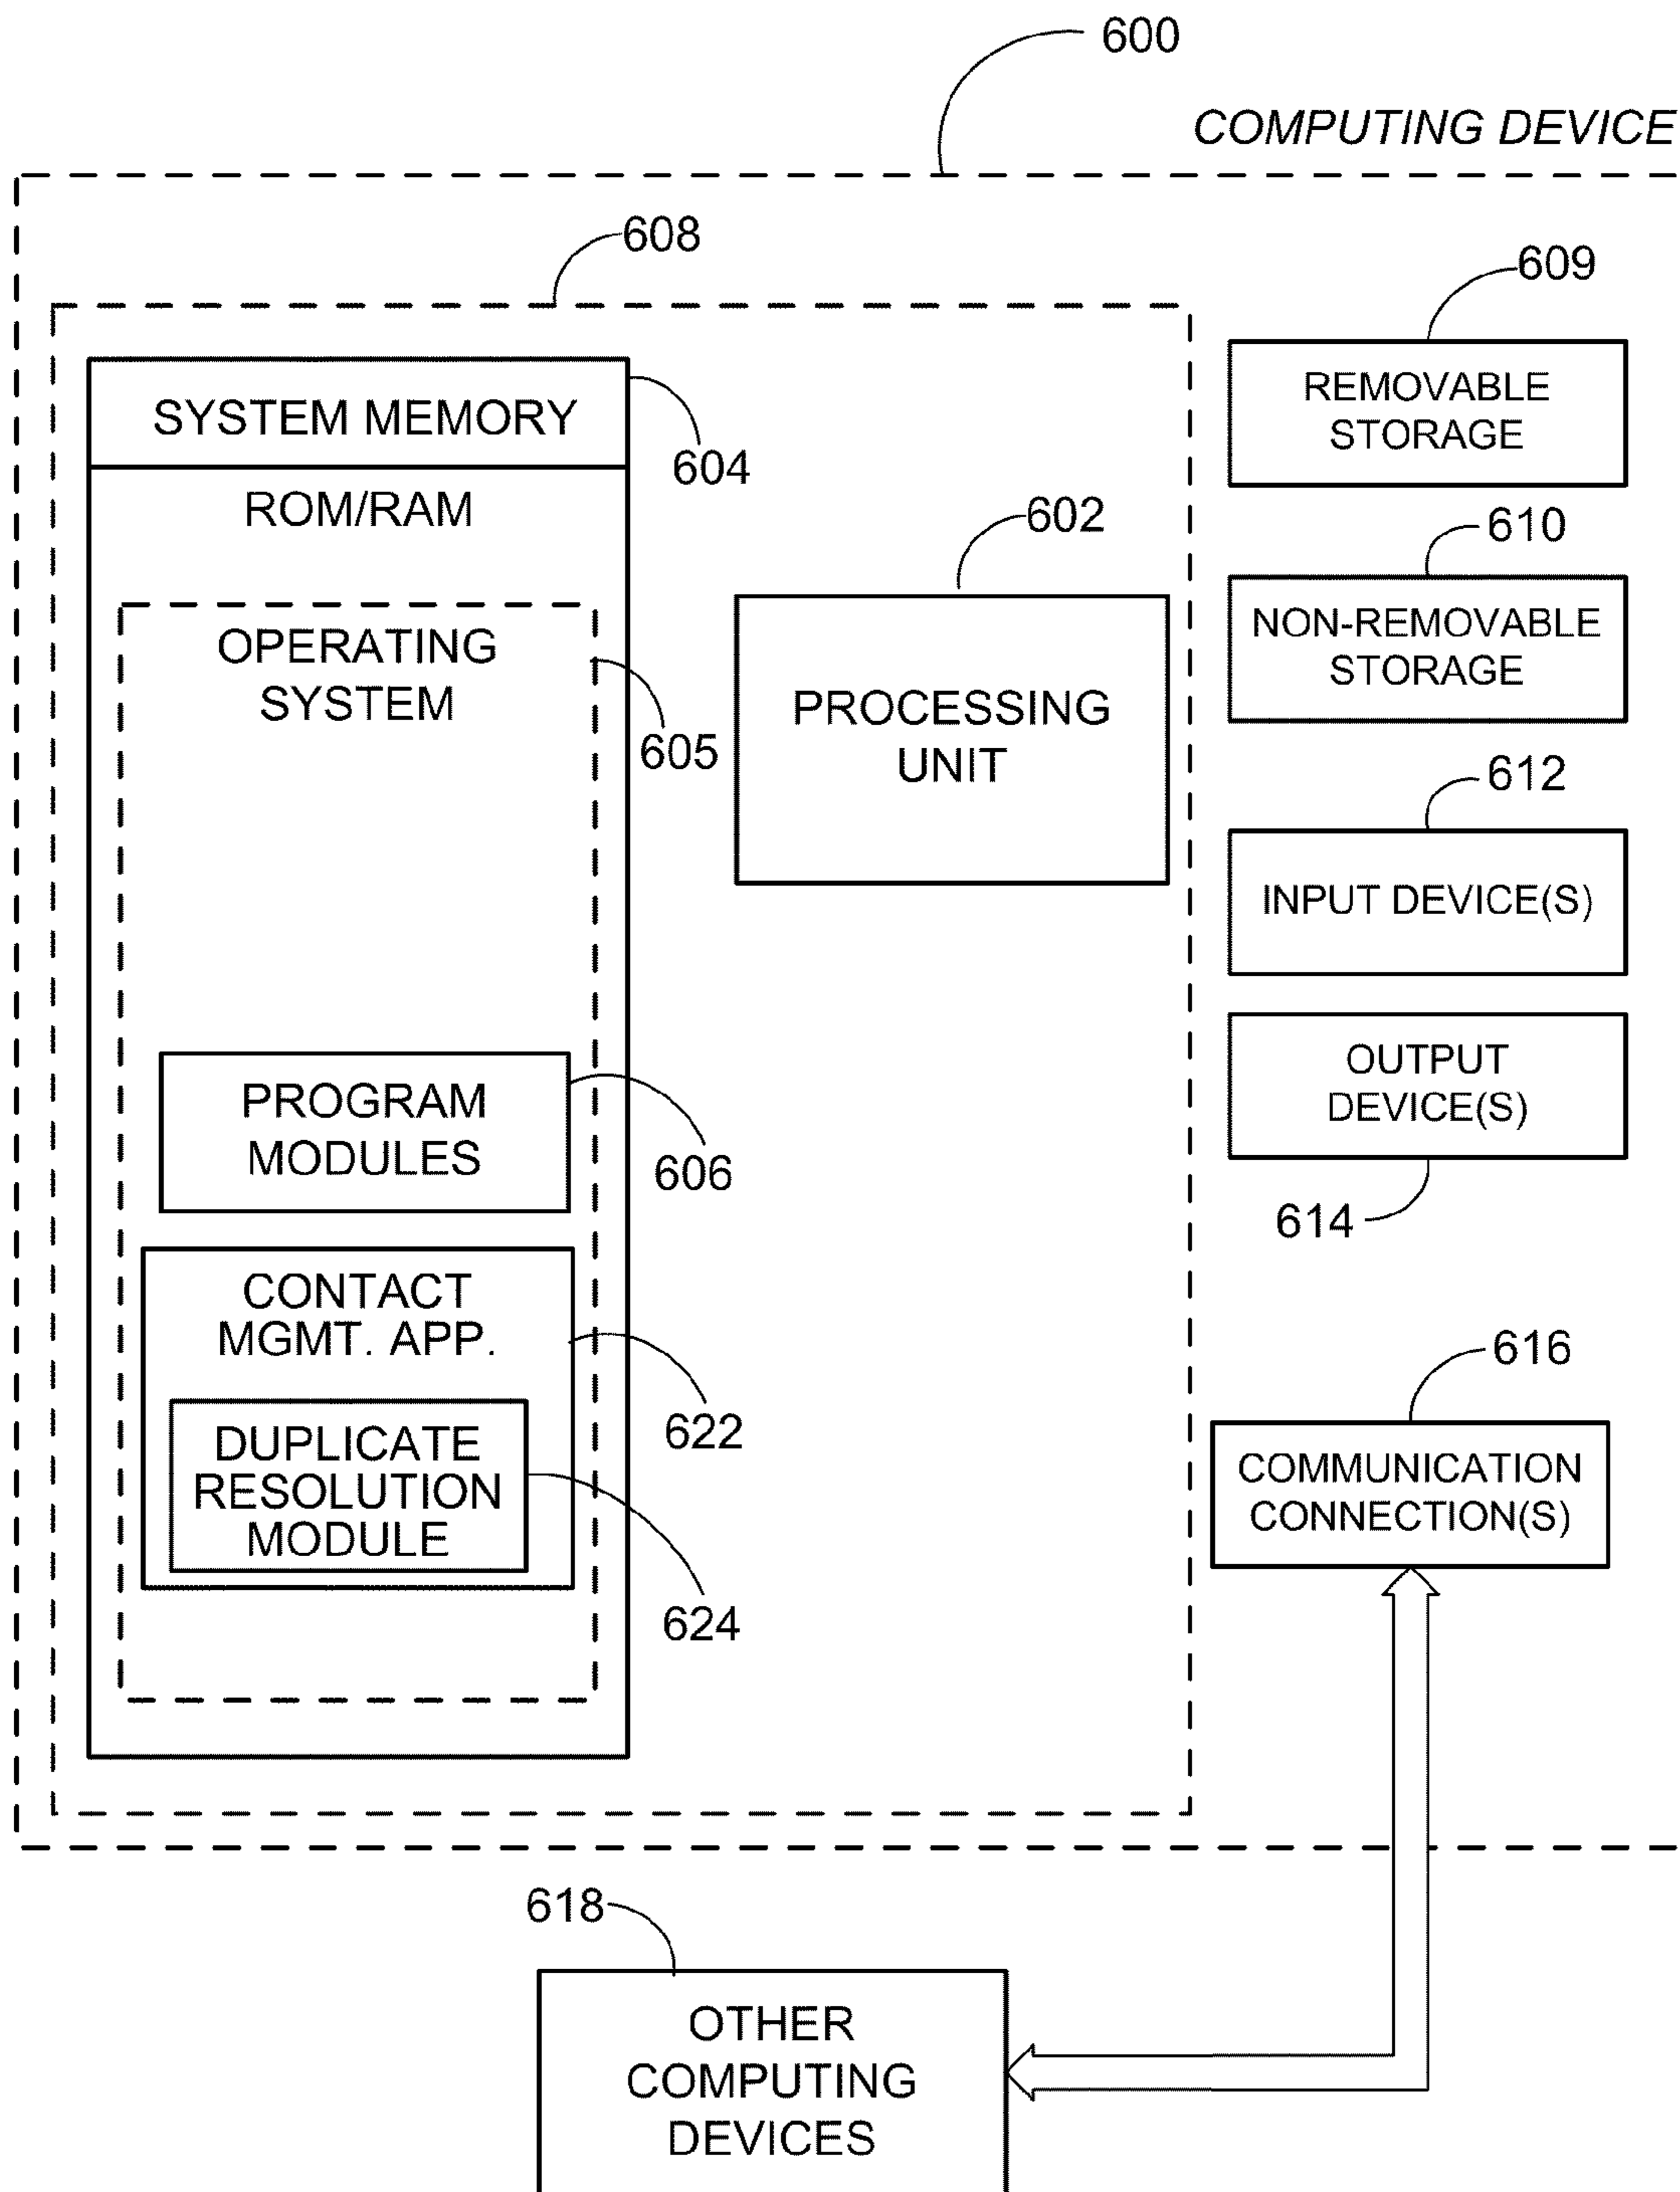 600
COMPUTING DEVICE
608
609
SYSTEM MEMORY
604
REMOVABLE
STORAGE
ROM/RAM
602
610
OPERATING
SYSTEM
605
PROCESSING
UNIT
NON-REMOVABLE
STORAGE
612
INPUT DEVICE(S)
OUTPUT
DEVICE(S)
614
PROGRAM
MODULES
606
CONTACT
MGMT. APP.
622
DUPLICATE
RESOLUTION
MODULE
624
616
COMMUNICATION
CONNECTION(S)
618
OTHER
COMPUTING
DEVICES